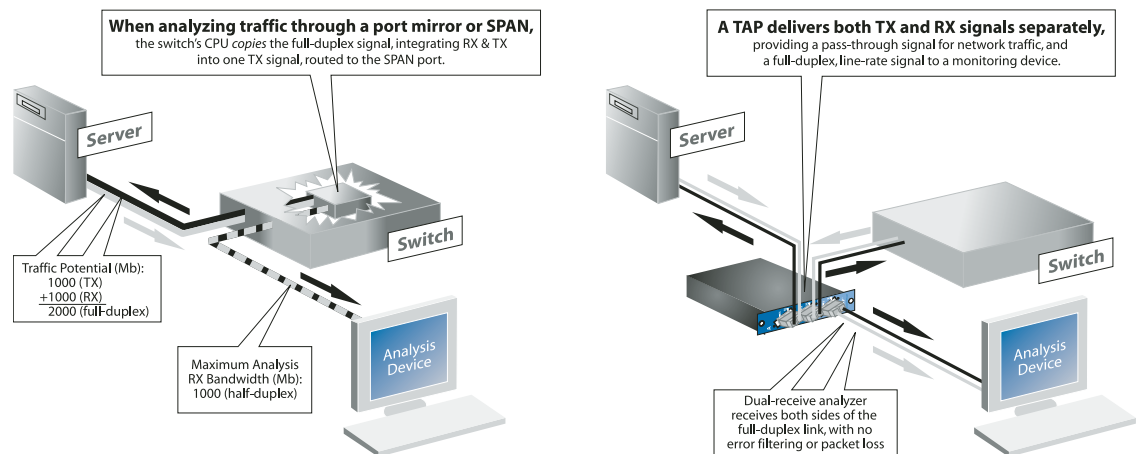 When analyzing traffic through a port mirror or SPAN,
the switch's CPU copies the full-duplex signal, integrating RX & TX
into one TX signal, routed to the SPAN port.
Server
Switch
Traffic Potential (Mb):
1000 (TX)
+1000 (RX)
2000 (full-duplex)
Maximum Analysis
RX Bandwidth (Mb):
1000 (half-duplex)
Analysis
Device
A TAP delivers both TX and RX signals separately,
providing a pass-through signal for network traffic, and
a full-duplex, line-rate signal to a monitoring device.
Server
Switch
Analysis
Device
Dual-receive analyzer
receives both sides of the
full-duplex link, with no
error filtering or packet loss